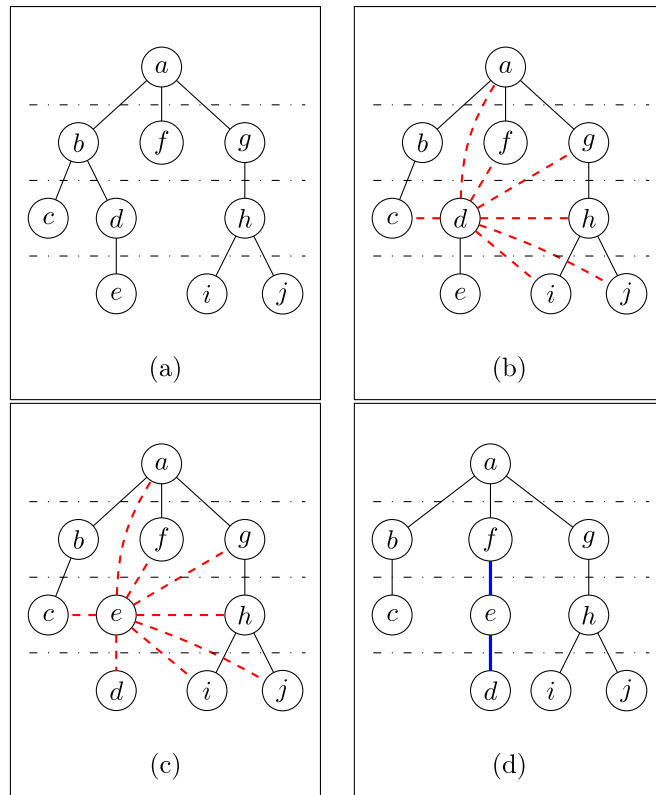 a
b f g
c d h
e i j
(a)
a
b f g
c d h
e i j
(b)
a
b f g
c e h
d i j
(c)
a
b f g
c e h
d i j
(d)